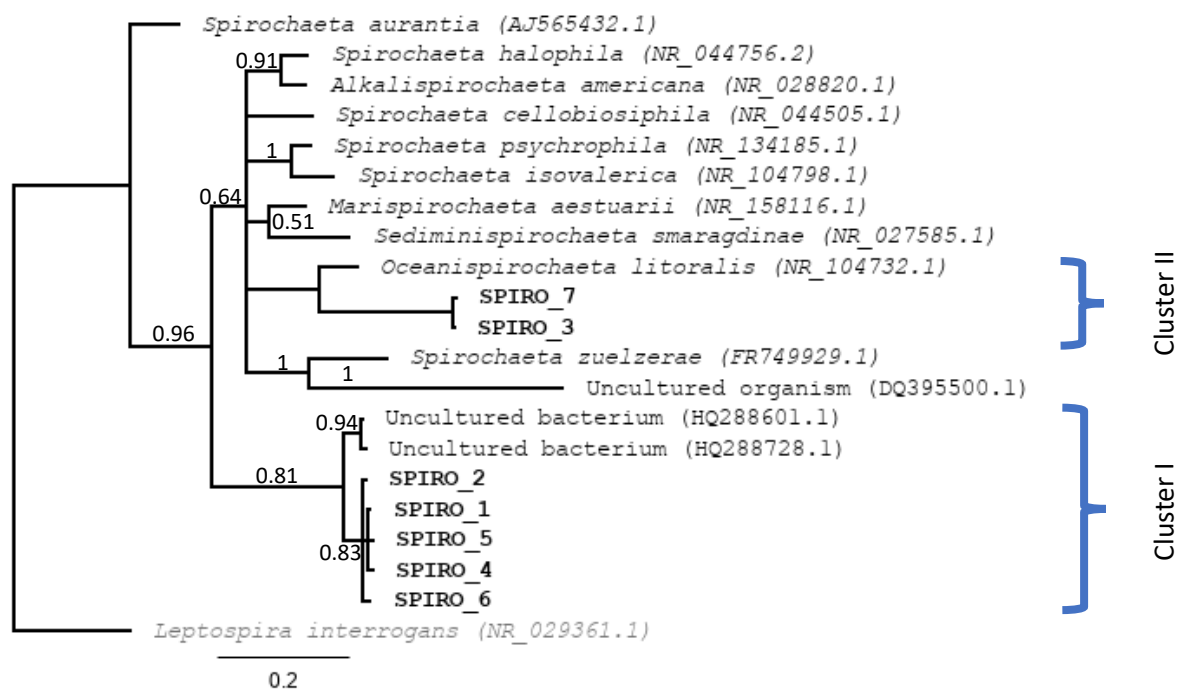 Spirochaeta aurantia (AJ565432.1)
0.91
Spirochaeta halophila (NR_044756.2)
Alkalispirochaeta americana (NR_028820.1)
Spirochaeta cellobiosiphila (NR_044505.1)
1
Spirochaeta psychrophila (NR_134185.1)
Spirochaeta isovalerica (NR_104798.1)
0.64
Marispirochaeta aestuarii (NR_158116.1)
0.51
Sediminispirochaeta smaragdinae (NR_027585.1)
Oceanispirochaeta litoralis (NR_104732.1)
SPIRO_7
SPIRO_3
Cluster II
0.96
1
Spirochaeta zuelzerae (FR749929.1)
1
Uncultured organism (DQ395500.1)
0.94
Uncultured bacterium (HQ288601.1)
Uncultured bacterium (HQ288728.1)
0.81
SPIRO_2
SPIRO_1
SPIRO_5
0.83
SPIRO_4
SPIRO_6
Cluster I
Leptospira interrogans (NR_029361.1)
0.2